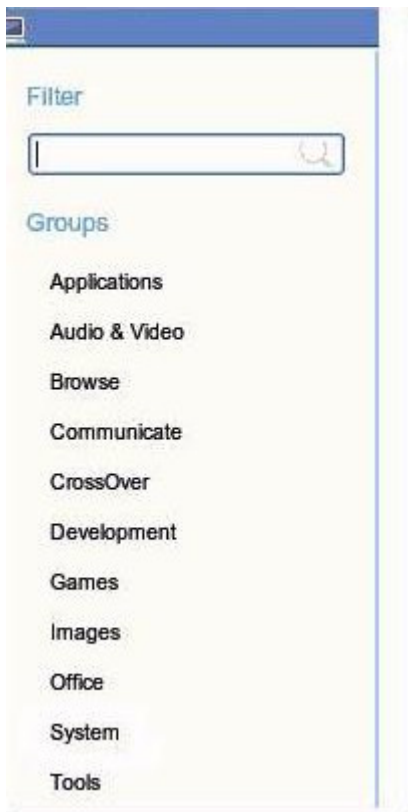 Filter
Groups
Applications
Audio & Video
Browse
Communicate
CrossOver
Development
Games
Images
Office
System
Tools